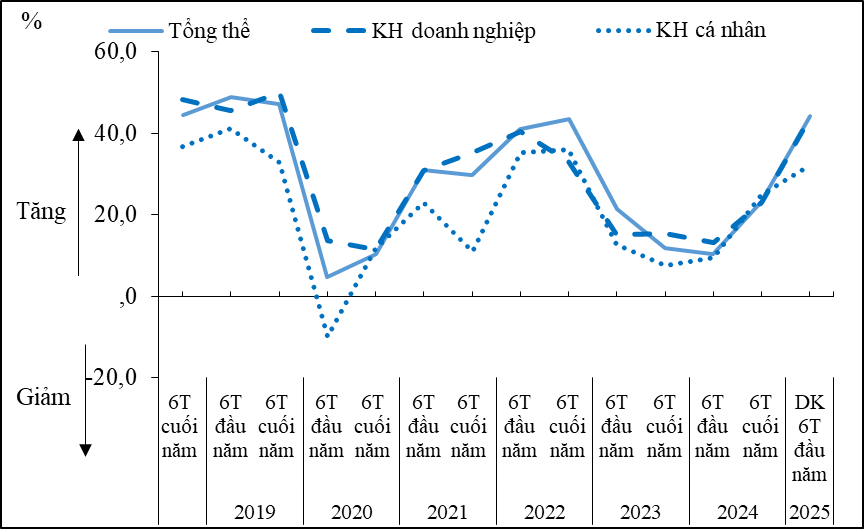 %
Tổng thể
KH doanh nghiệp
KH cá nhân
60,0
40,0
20,0
,0
-20,0
Tăng
Giảm
6T cuối năm
6T đầu năm
6T cuối năm
6T đầu năm
6T cuối năm
6T đầu năm
6T cuối năm
6T đầu năm
6T cuối năm
6T đầu năm
6T cuối năm
6T đầu năm
6T cuối năm
DK 6T đầu năm
2019
2020
2021
2022
2023
2024
2025